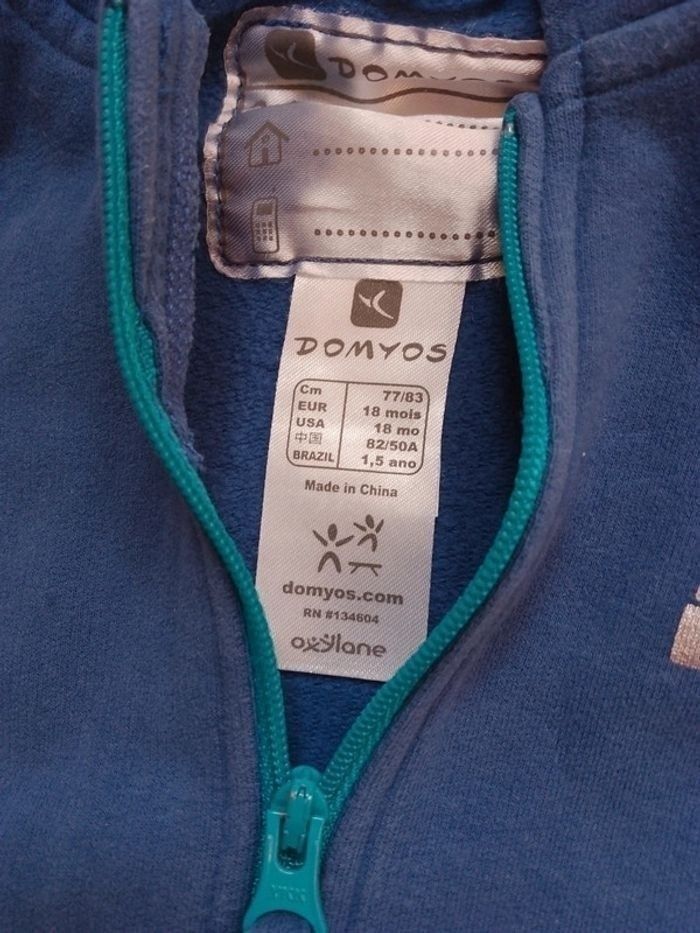 DOMYOS
DOMYOS
Cm 77/83
EUR 18 mois
USA 18 mo
中国 82/50A
BRAZIL 1,5 ano
Made in China
domyos.com
RN #134604
oxylane